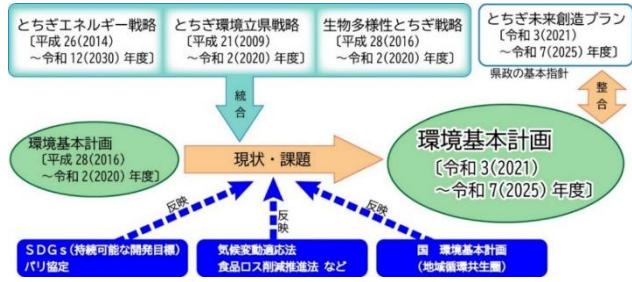 とちぎエネルギー戦略
〔平成 26(2014)
～令和 12(2030) 年度〕
とちぎ環境立県戦略
〔平成 21(2009)
～令和 2(2020) 年度〕
生物多様性とちぎ戦略
〔平成 28(2016)
～令和 2(2020) 年度〕
とちぎ未来創造プラン
〔令和 3(2021)
～令和 7(2025) 年度〕
県政の基本指針
統合
整合
環境基本計画
〔平成 28(2016)
～令和 2(2020) 年度〕
現状・課題
環境基本計画
〔令和 3(2021)
～令和 7(2025) 年度〕
反映
反映
反映
SDGs(持続可能な開発目標)
パリ協定
気候変動適応法
食品ロス削減推進法 など
国　環境基本計画
(地域循環共生圏)